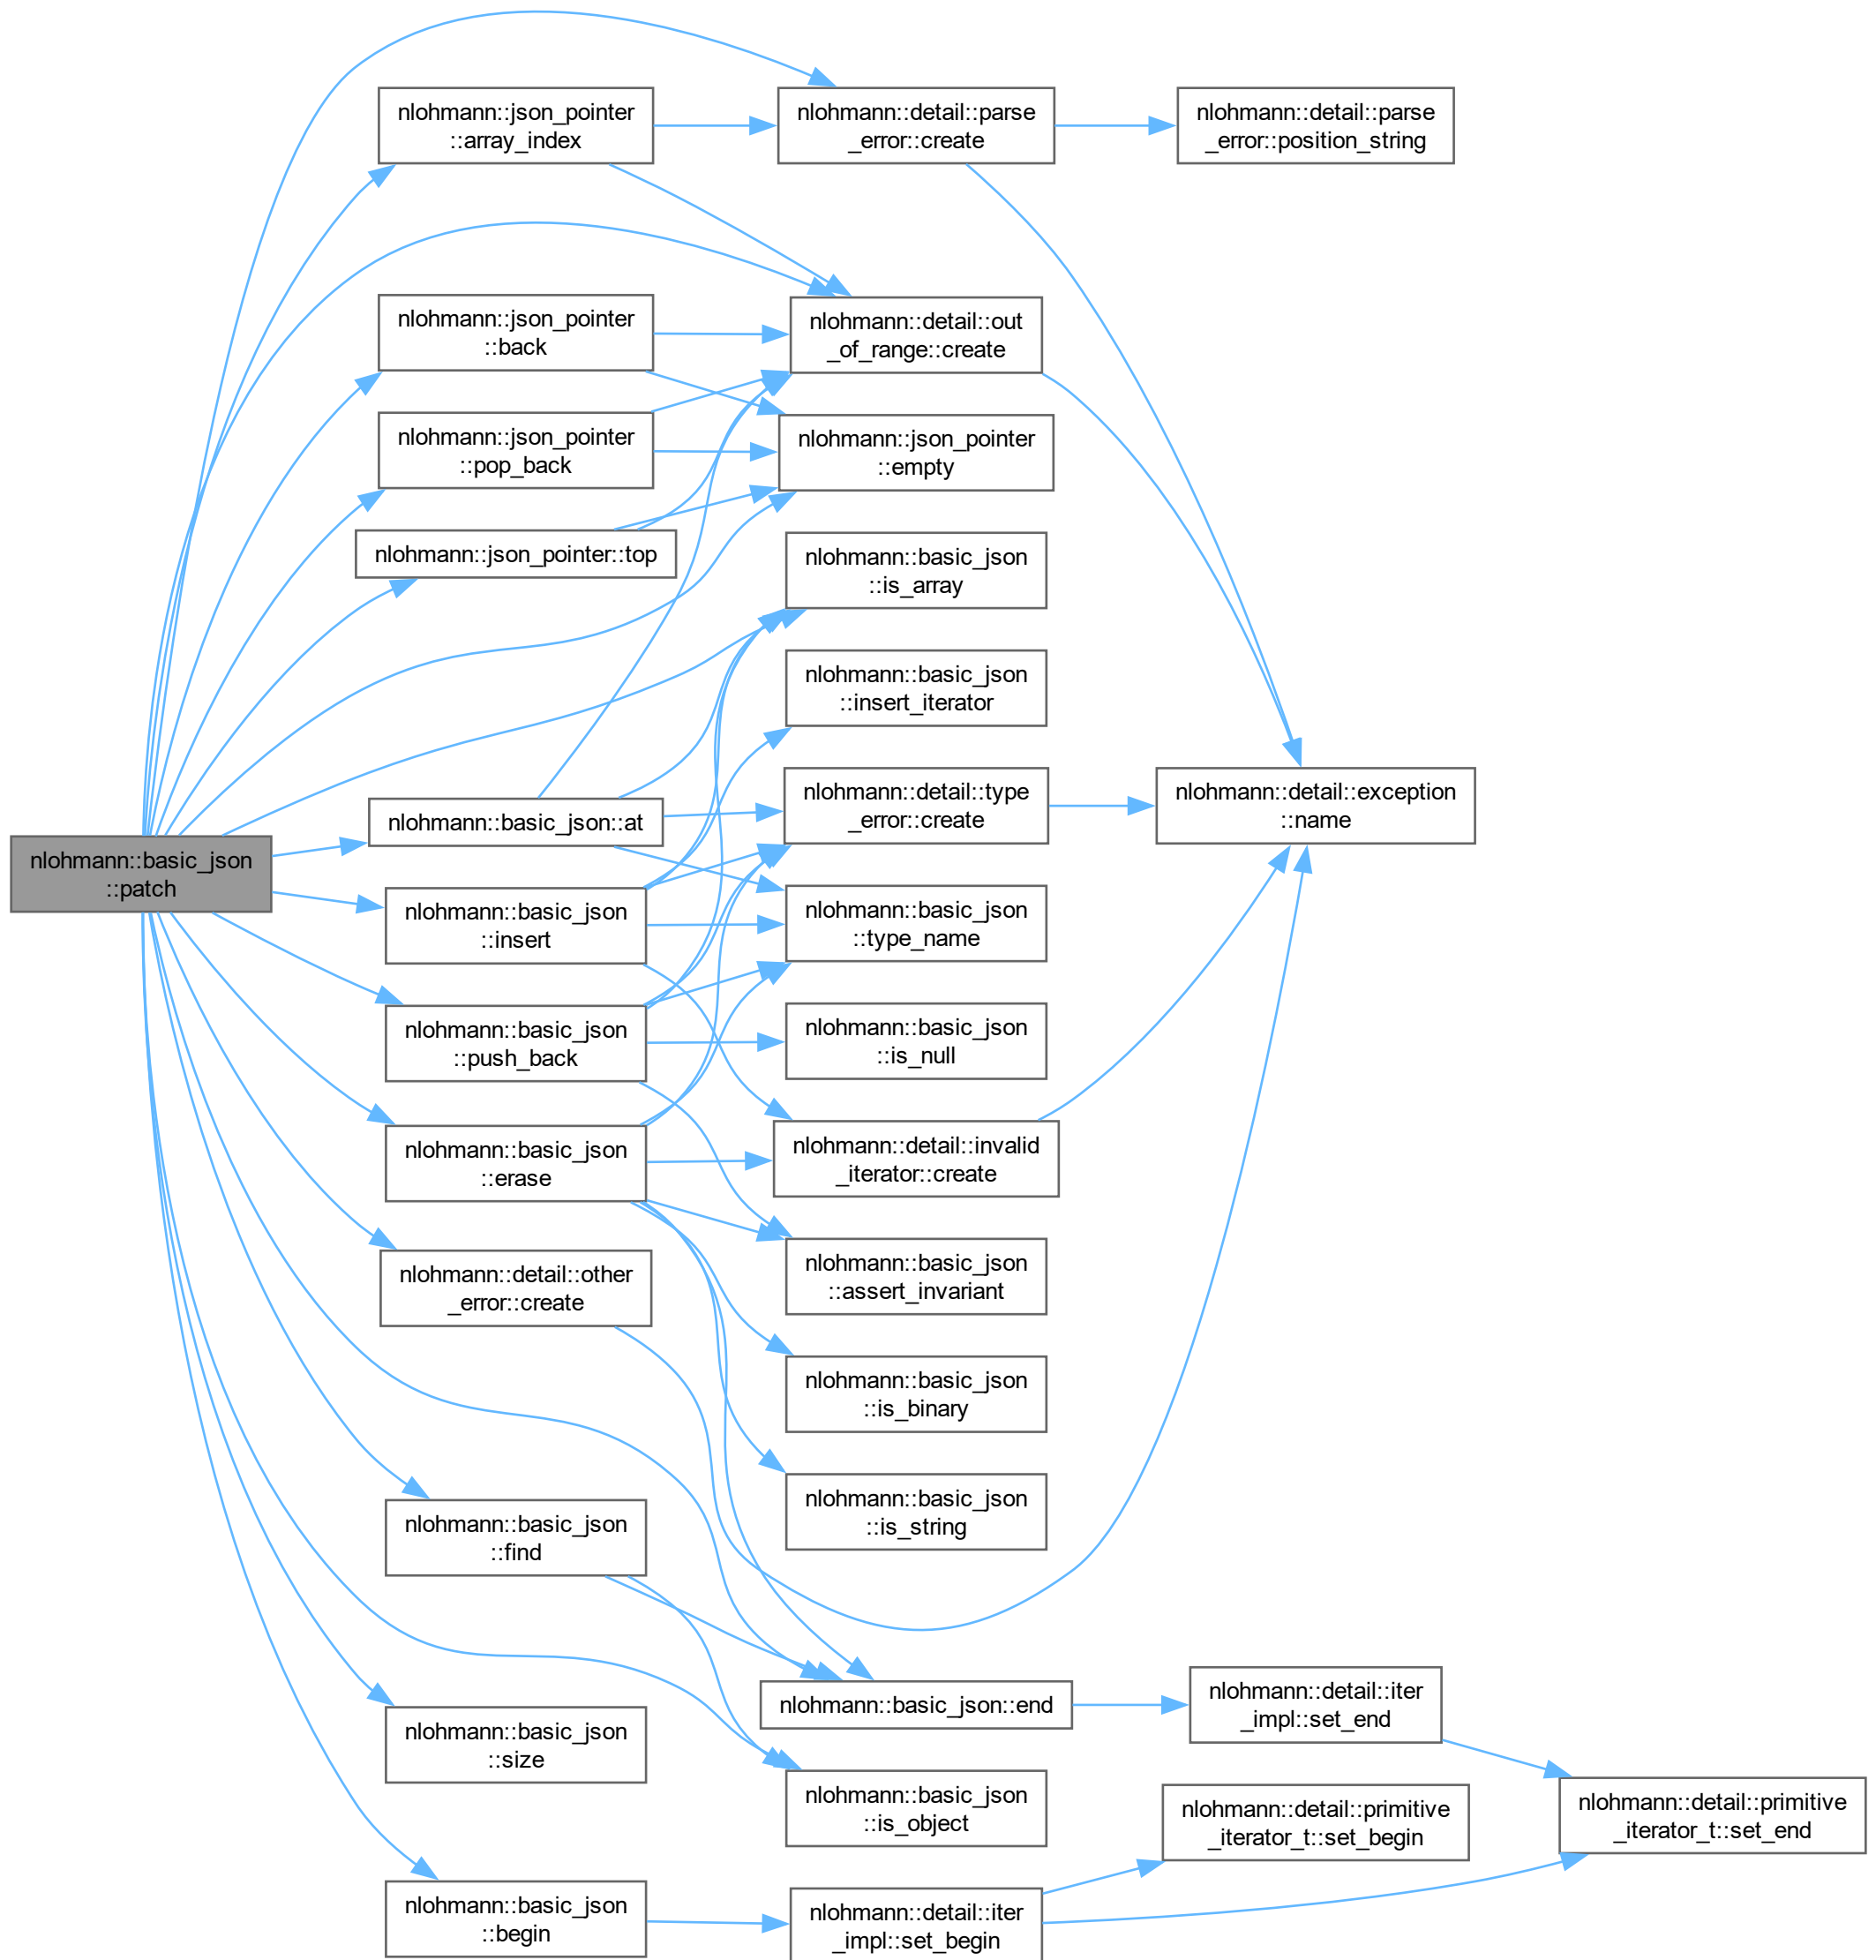 nlohmann::basic_json
::patch
nlohmann::json_pointer
::array_index
nlohmann::json_pointer
::back
nlohmann::json_pointer
::pop_back
nlohmann::json_pointer::top
nlohmann::basic_json::at
nlohmann::basic_json
::insert
nlohmann::basic_json
::push_back
nlohmann::basic_json
::erase
nlohmann::detail::other
_error::create
nlohmann::basic_json
::find
nlohmann::basic_json
::size
nlohmann::basic_json
::begin
nlohmann::detail::parse
_error::create
nlohmann::detail::out
_of_range::create
nlohmann::json_pointer
::empty
nlohmann::basic_json
::is_array
nlohmann::basic_json
::insert_iterator
nlohmann::detail::type
_error::create
nlohmann::basic_json
::type_name
nlohmann::basic_json
::is_null
nlohmann::detail::invalid
_iterator::create
nlohmann::basic_json
::assert_invariant
nlohmann::basic_json
::is_binary
nlohmann::basic_json
::is_string
nlohmann::basic_json::end
nlohmann::basic_json
::is_object
nlohmann::detail::iter
_impl::set_begin
nlohmann::detail::parse
_error::position_string
nlohmann::detail::exception
::name
nlohmann::detail::iter
_impl::set_end
nlohmann::detail::primitive
_iterator_t::set_begin
nlohmann::detail::primitive
_iterator_t::set_end